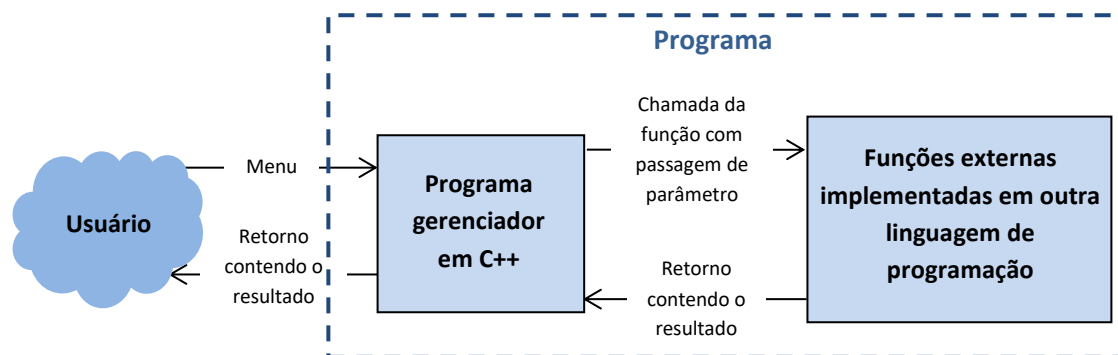 Programa
Chamada da
função com
passagem de
parâmetro
Menu
Usuário
Programa
gerenciador
em C++
Funções externas
implementadas em outra
linguagem de
programação
Retorno
contendo o
resultado
Retorno
contendo o
resultado